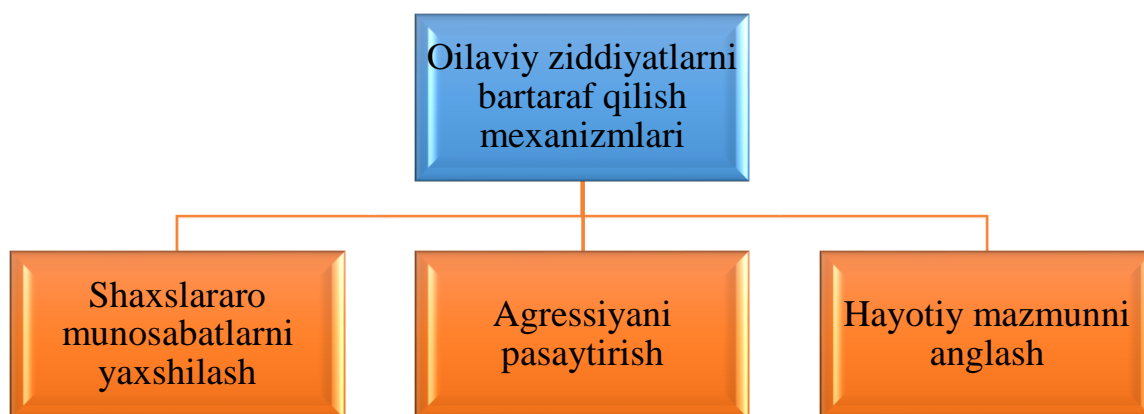 Oilaviy ziddiyatlarni
bartaraf qilish
mexanizmlari
Shaxslararo
munosabatlarni
yaxshilash
Agressiyani
pasaytirish
Hayotiy mazmunni
anglash